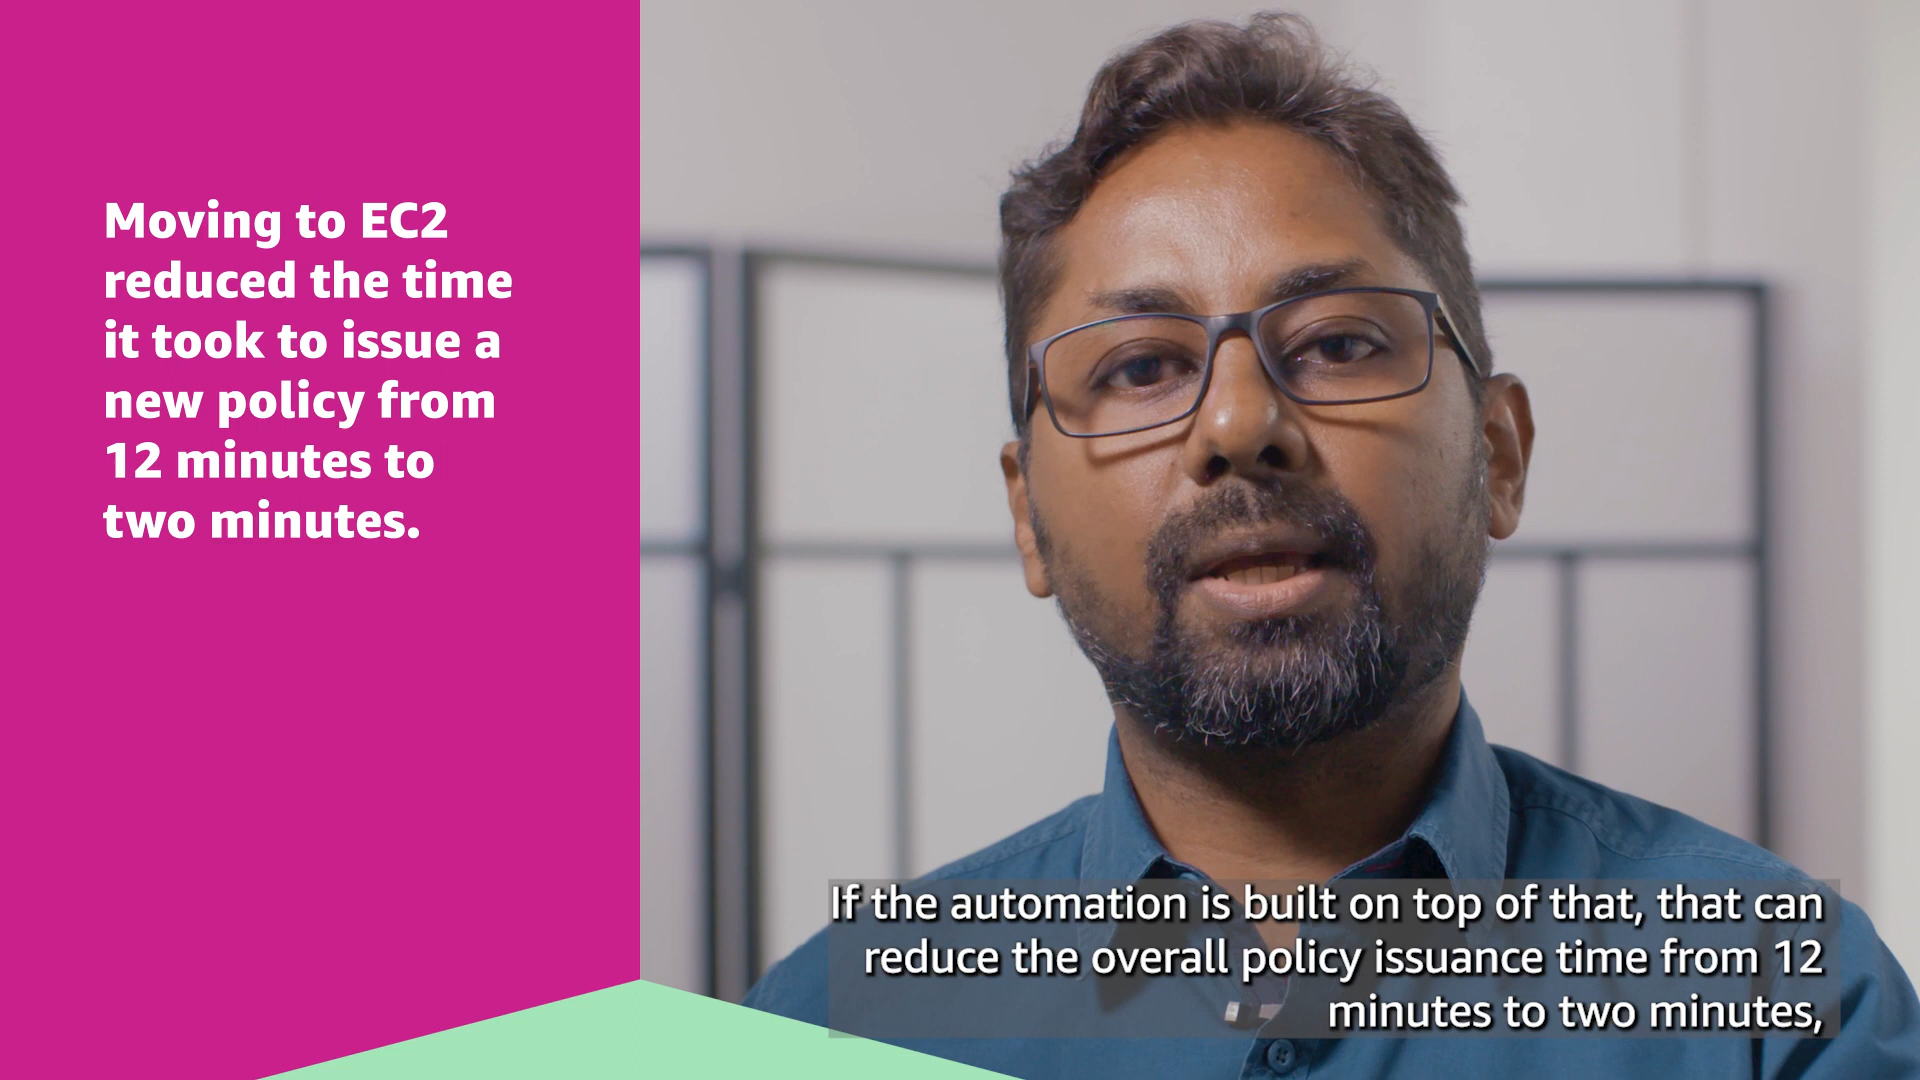 Moving to EC2
reduced the time
it took to issue a
new policy from
12 minutes to
two minutes.
If the automation is built on top of that, that can
reduce the overall policy issuance time from 12
minutes to two minutes,